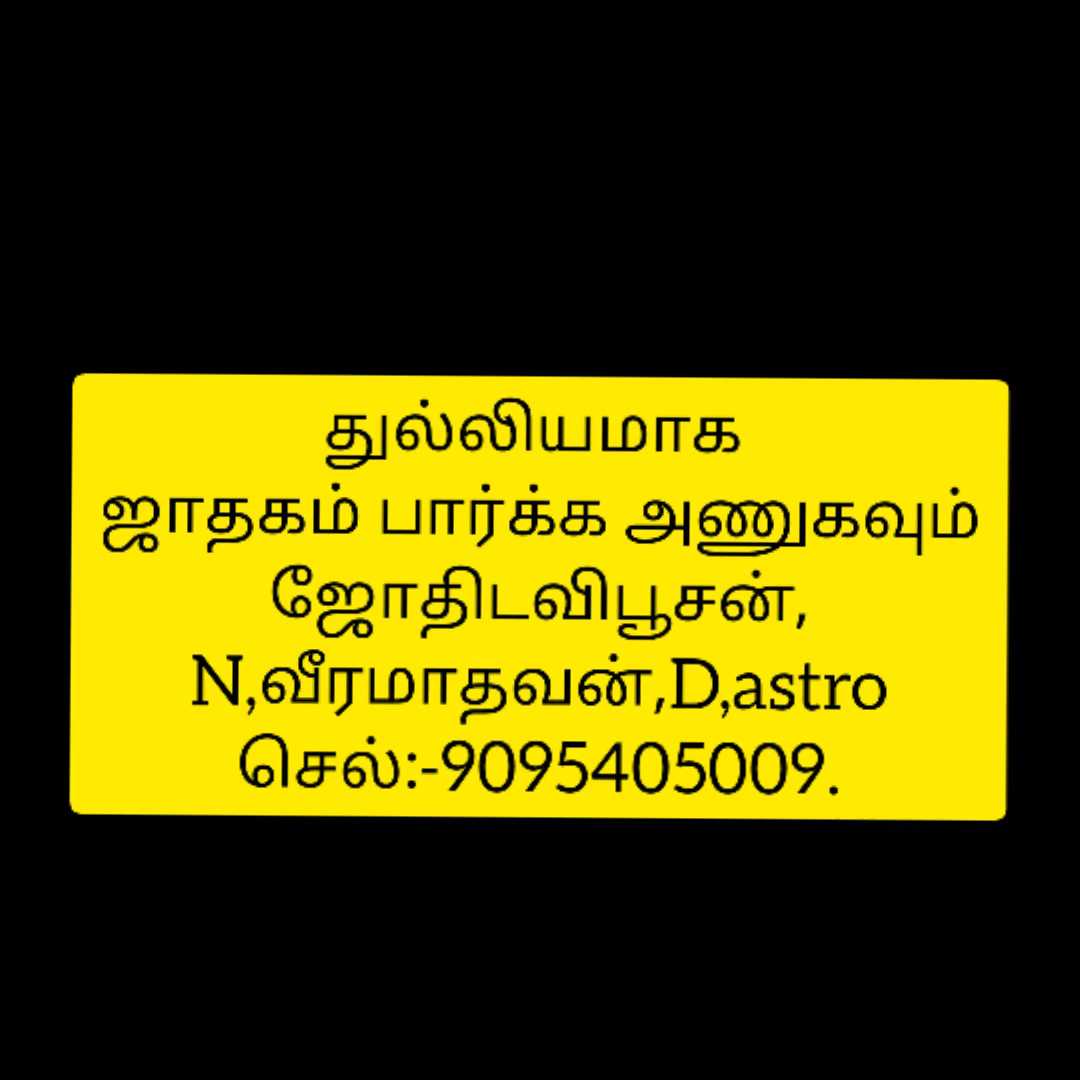 துல்லியமாக
ஜாதகம் பார்க்க அணுகவும்
ஜோதிடவிபூசன்,
N,வீரமாதவன்,D,astro
செல்:-9095405009.